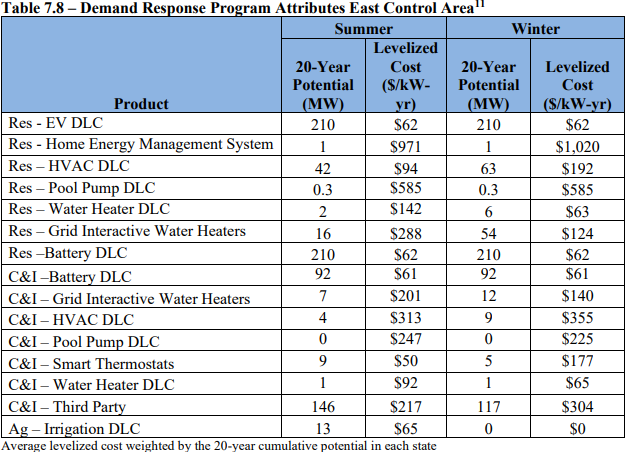 Table 7.8 – Demand Response Program Attributes East Control Area11
Summer Winter
Product 20-Year Potential (MW) Levelized Cost ($/kW-yr) 20-Year Potential (MW) Levelized Cost ($/kW-yr)
Res - EV DLC 210 $62 210 $62
Res - Home Energy Management System 1 $971 1 $1,020
Res – HVAC DLC 42 $94 63 $192
Res – Pool Pump DLC 0.3 $585 0.3 $585
Res – Water Heater DLC 2 $142 6 $63
Res – Grid Interactive Water Heaters 16 $288 54 $124
Res –Battery DLC 210 $62 210 $62
C&I –Battery DLC 92 $61 92 $61
C&I – Grid Interactive Water Heaters 7 $201 12 $140
C&I – HVAC DLC 4 $313 9 $355
C&I – Pool Pump DLC 0 $247 0 $225
C&I – Smart Thermostats 9 $50 5 $177
C&I – Water Heater DLC 1 $92 1 $65
C&I – Third Party 146 $217 117 $304
Ag – Irrigation DLC 13 $65 0 $0
Average levelized cost weighted by the 20-year cumulative potential in each state